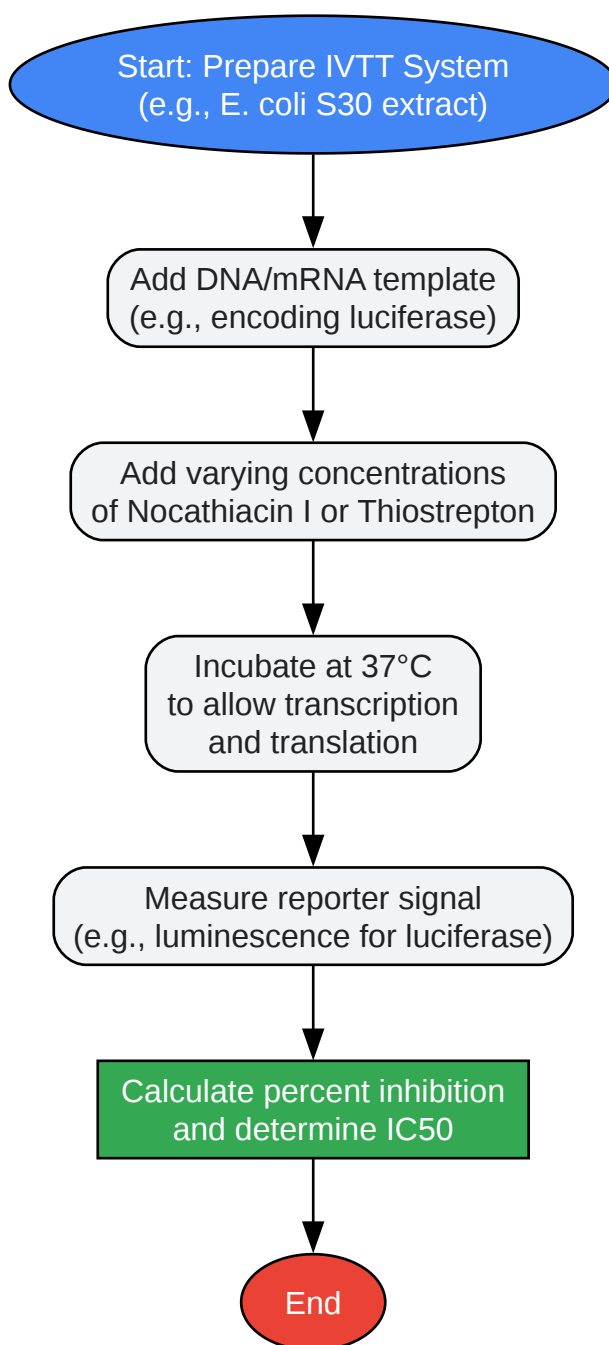 Start: Prepare IVTT System
(e.g., E. coli S30 extract)
Add DNA/mRNA template
(e.g., encoding luciferase)
Add varying concentrations
of Nocathiacin I or Thiostrepton
Incubate at 37°C
to allow transcription
and translation
Measure reporter signal
(e.g., luminescence for luciferase)
Calculate percent inhibition
and determine IC50
End